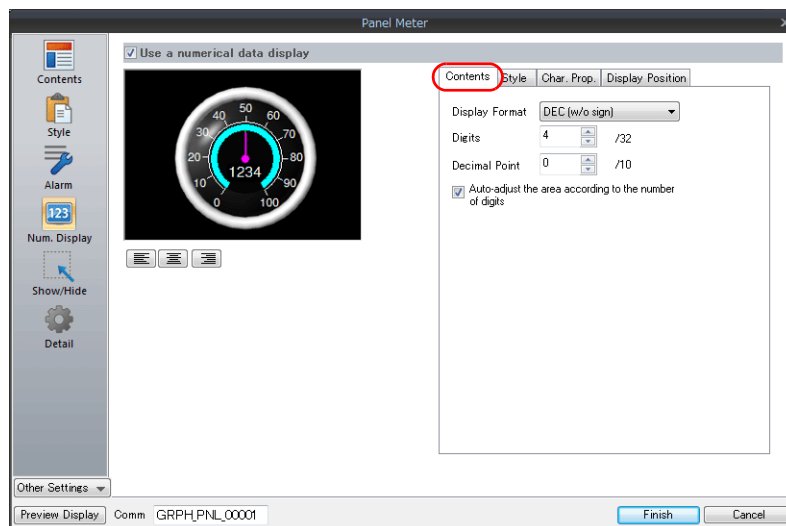 Panel Meter
Contents
Style
Alarm
123
Num. Display
Show/Hide
Detail
Other Settings
Use a numerical data display
0 10 20 30 40 50 60 70 80 90 100
1234
Contents Style Char. Prop. Display Position
Display Format DEC (w/o sign)
Digits 4 /32
Decimal Point 0 /10
Auto-adjust the area according to the number
of digits
Preview Display Comm GRPH_PNL_00001 Finish Cancel